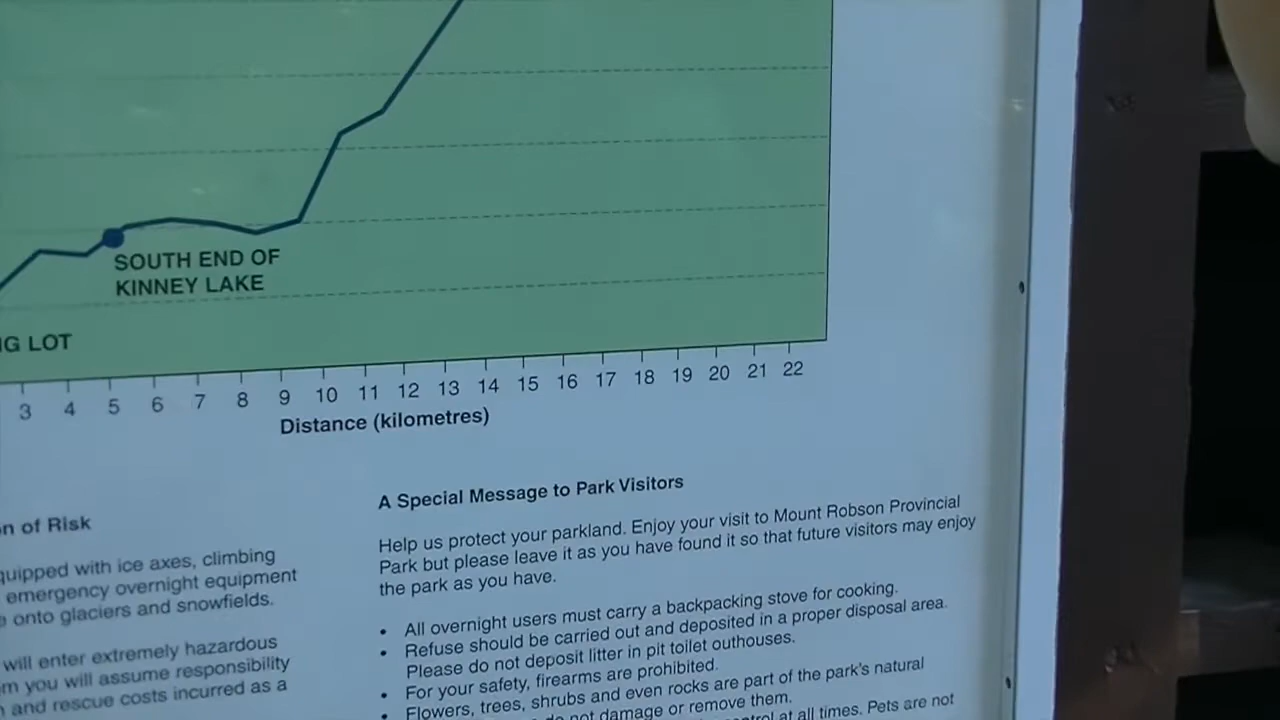 SOUTH END OF
KINNEY LAKE
G LOT
3 4 5 6 7 8 9 10 11 12 13 14 15 16 17 18 19 20 21 22
Distance (kilometres)
n of Risk
quipped with ice axes, climbing
emergency overnight equipment
onto glaciers and snowfields.
will enter extremely hazardous
m you will assume responsibility
and rescue costs incurred as a
A Special Message to Park Visitors
Help us protect your parkland. Enjoy your visit to Mount Robson Provincial
Park but please leave it as you have found it so that future visitors may enjoy
the park as you have.
• All overnight users must carry a backpacking stove for cooking.
• Refuse should be carried out and deposited in a proper disposal area.
Please do not deposit litter in pit toilet outhouses.
• For your safety, firearms are prohibited.
• Flowers, trees, shrubs and even rocks are part of the park's natural
do not damage or remove them.
at all times. Pets are not